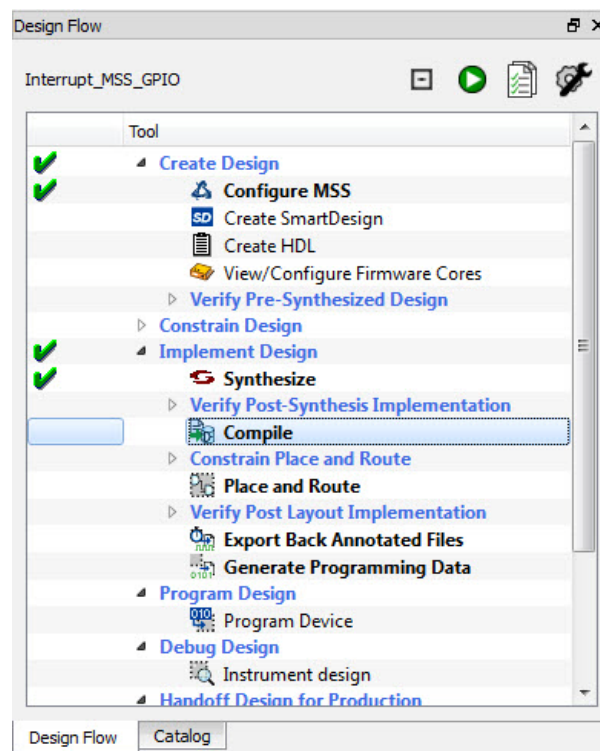 Design Flow
Interrupt_MSS_GPIO
Tool
Create Design
Configure MSS
SD Create SmartDesign
Create HDL
View/Configure Firmware Cores
Verify Pre-Synthesized Design
Constrain Design
Implement Design
Synthesize
Verify Post-Synthesis Implementation
Compile
Constrain Place and Route
Place and Route
Verify Post Layout Implementation
Export Back Annotated Files
Generate Programming Data
Program Design
010 Program Device
Debug Design
Instrument design
Handoff Design for Production
Design Flow Catalog